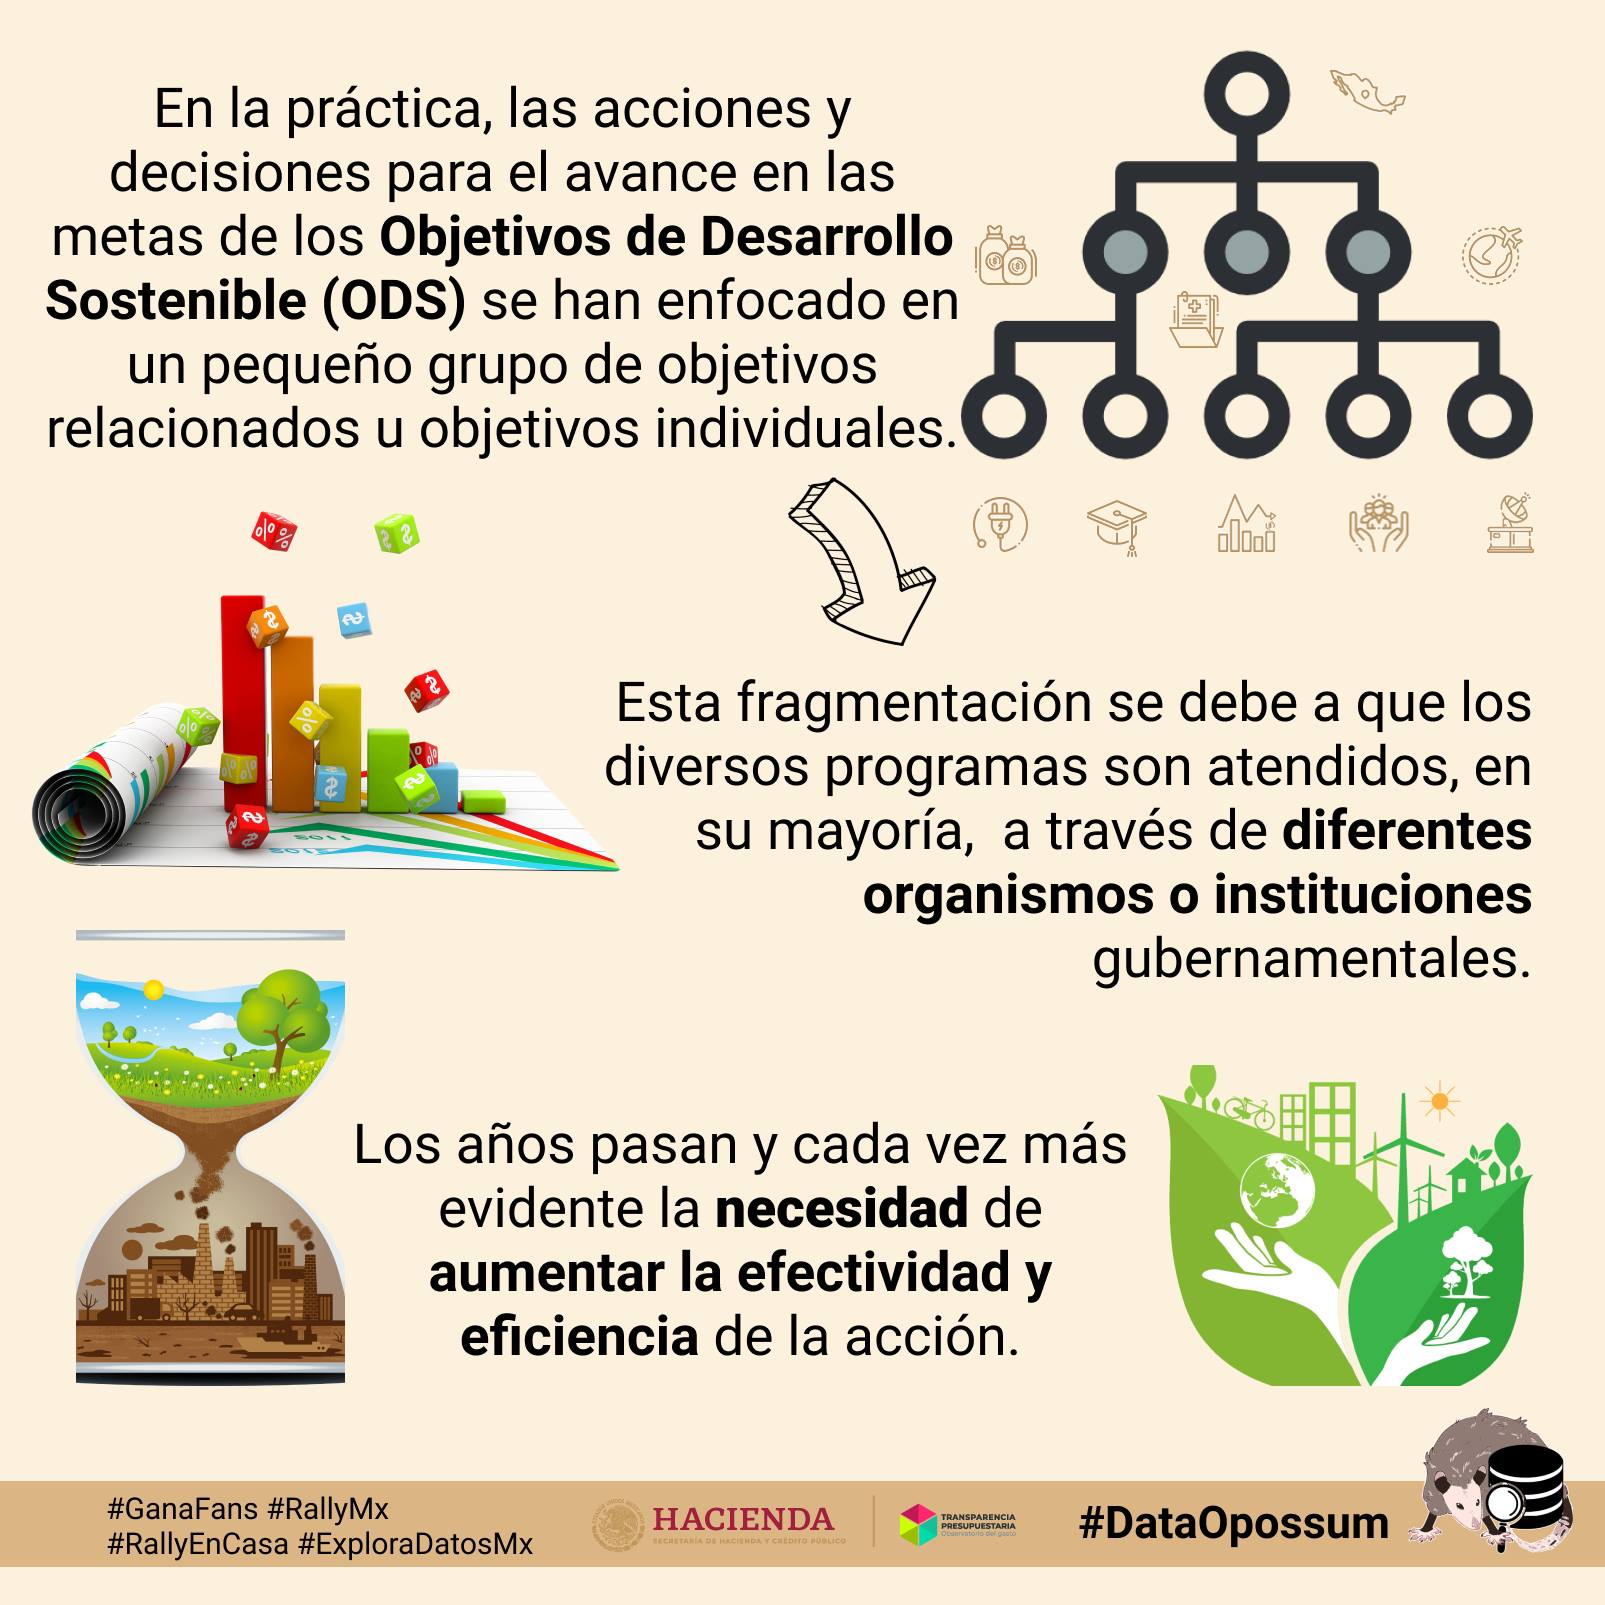 En la práctica, las acciones y
decisiones para el avance en las
metas de los Objetivos de Desarrollo
Sostenible (ODS) se han enfocado en
un pequeño grupo de objetivos
relacionados u objetivos individuales.
Esta fragmentación se debe a que los
diversos programas son atendidos, en
su mayoría, a través de diferentes
organismos o instituciones
gubernamentales.
Los años pasan y cada vez más
evidente la necesidad de
aumentar la efectividad y
eficiencia de la acción.
#GanaFans #RallyMx
#RallyEnCasa #ExploraDatosMx
HACIENDA
SECRETARÍA DE HACIENDA Y CRÉDITO PÚBLICO
TRANSPARENCIA
PRESUPUESTARIA
Observatorio del gasto
#DataOpossum